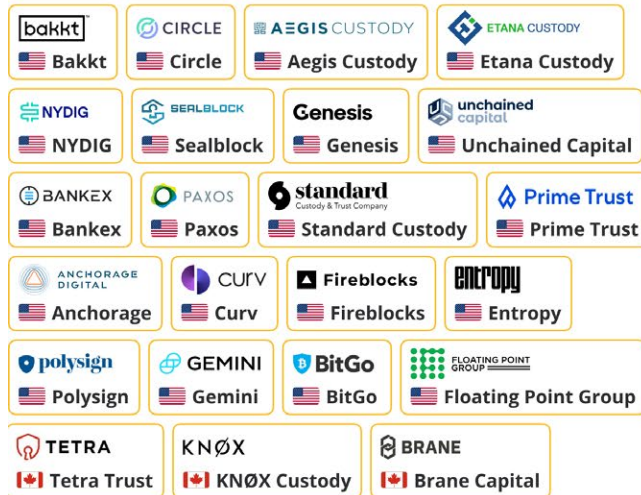 bakkt
CIRCLE
AEGIS CUSTODY
ETANA CUSTODY
Bakkt
Circle
Aegis Custody
Etana Custody
NYDIG
SEALBLOCK
Genesis
unchained
capital
NYDIG
Sealblock
Genesis
Unchained Capital
BANKEX
PAXOS
standard
Custody & Trust Company
Prime Trust
Bankex
Paxos
Standard Custody
Prime Trust
ANCHORAGE
DIGITAL
curv
Fireblocks
entropy
Anchorage
Curv
Fireblocks
Entropy
polysign
GEMINI
BitGo
FLOATING POINT
GROUP
Polysign
Gemini
BitGo
Floating Point Group
TETRA
KNØX
BRANE
Tetra Trust
KNØX Custody
Brane Capital